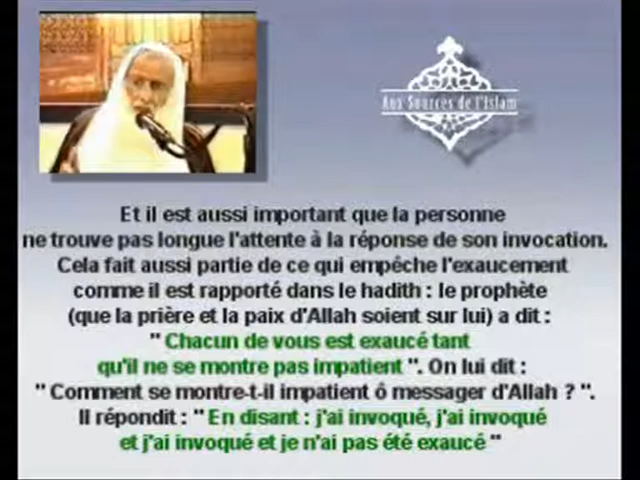 Aux Sources de l'Islam
Et il est aussi important que la personne
ne trouve pas longue l'attente à la réponse de son invocation.
Cela fait aussi partie de ce qui empéche l'exaucement
comme il est rapporté dans le hadith : le prophète
(que la prière et la paix d'Allah soient sur lui) a dit :
" Chacun de vous est exaucé tant
qu'il ne se montre pas impatient ". On lui dit :
" Comment se montre-t-il impatient ô messager d'Allah ? ".
Il répondit : " En disant : j'ai invoqué, j'ai invoqué
et j'ai invoqué et je n'ai pas été exaucé "